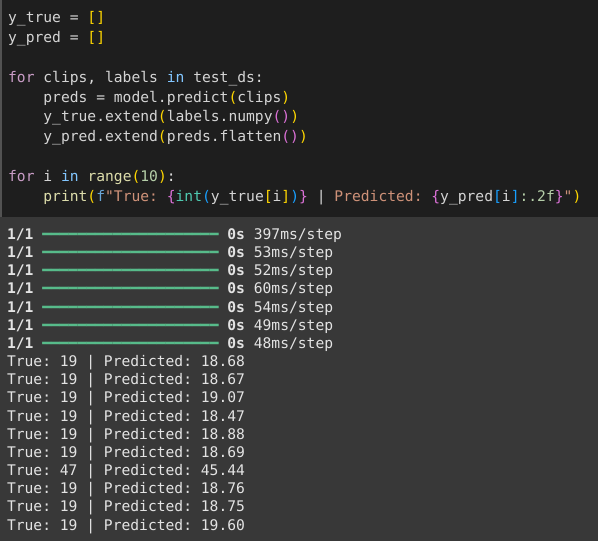 y_true = []
y_pred = []
for clips, labels in test_ds:
    preds = model.predict(clips)
    y_true.extend(labels.numpy())
    y_pred.extend(preds.flatten())
for i in range(10):
    print(f"True: {int(y_true[i])} | Predicted: {y_pred[i]:.2f}")
1/1 ━━━━━━━━━━━━━━━━━━━━ 0s 397ms/step
1/1 ━━━━━━━━━━━━━━━━━━━━ 0s 53ms/step
1/1 ━━━━━━━━━━━━━━━━━━━━ 0s 52ms/step
1/1 ━━━━━━━━━━━━━━━━━━━━ 0s 60ms/step
1/1 ━━━━━━━━━━━━━━━━━━━━ 0s 54ms/step
1/1 ━━━━━━━━━━━━━━━━━━━━ 0s 49ms/step
1/1 ━━━━━━━━━━━━━━━━━━━━ 0s 48ms/step
True: 19 | Predicted: 18.68
True: 19 | Predicted: 18.67
True: 19 | Predicted: 19.07
True: 19 | Predicted: 18.47
True: 19 | Predicted: 18.88
True: 19 | Predicted: 18.69
True: 47 | Predicted: 45.44
True: 19 | Predicted: 18.76
True: 19 | Predicted: 18.75
True: 19 | Predicted: 19.60